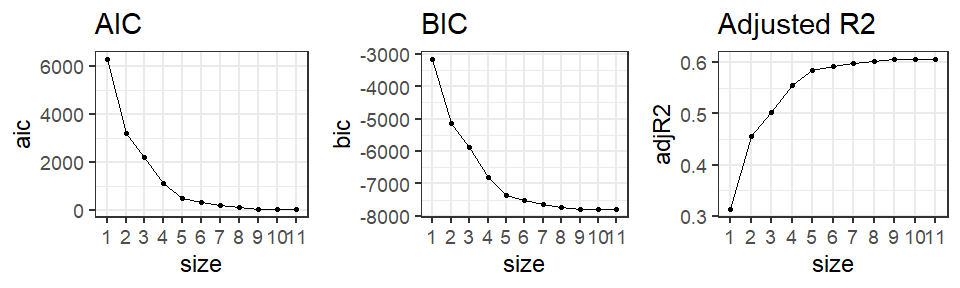 AIC
aic
6000
4000
2000
0
1 2 3 4 5 6 7 8 9 10 11
size
BIC
bic
-3000
-4000
-5000
-6000
-7000
-8000
1 2 3 4 5 6 7 8 9 10 11
size
Adjusted R2
adjR2
0.6
0.5
0.4
0.3
1 2 3 4 5 6 7 8 9 10 11
size